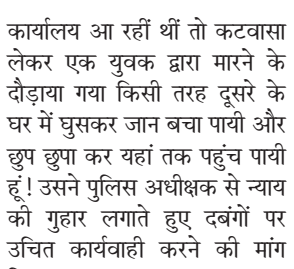 कार्यालय आ रहीं थीं तो कटवासा
लेकर एक युवक द्वारा मारने के
दौड़ाया गया किसी तरह दूसरे के
घर में घुसकर जान बचा पायी और
छुप छुपा कर यहां तक पहुंच पायी
हूं! उसने पुलिस अधीक्षक से न्याय
की गुहार लगाते हुए दबंगों पर
उचित कार्यवाही करने की मांग